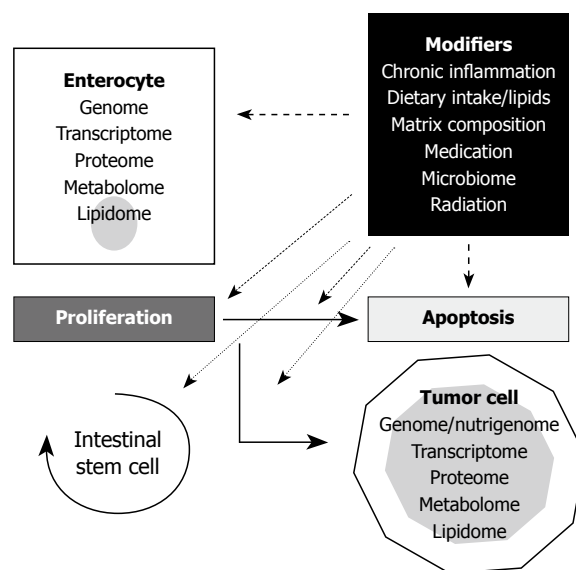 Enterocyte
Genome
Transcriptome
Proteome
Metabolome
Lipidome
Modifiers
Chronic inflammation
Dietary intake/lipids
Matrix composition
Medication
Microbiome
Radiation
Proliferation
Apoptosis
Intestinal
stem cell
Tumor cell
Genome/nutrigenome
Transcriptome
Proteome
Metabolome
Lipidome